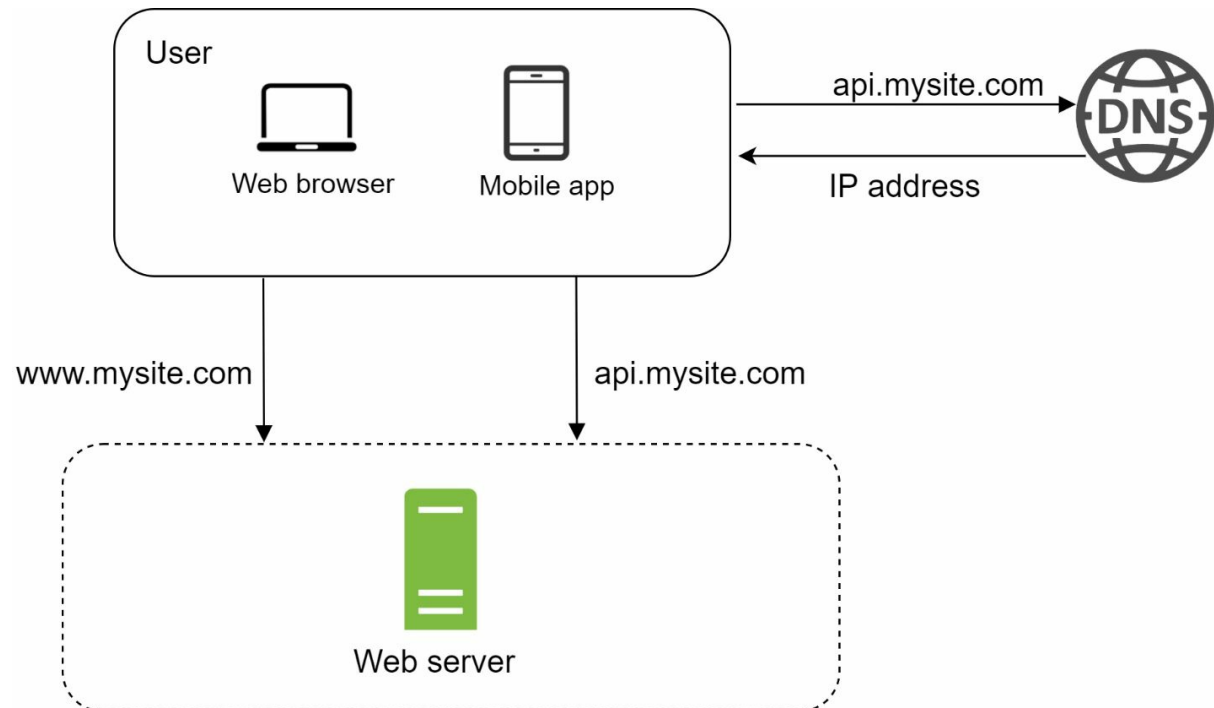 User
Web browser
Mobile app
api.mysite.com
DNS
IP address
www.mysite.com
api.mysite.com
Web server